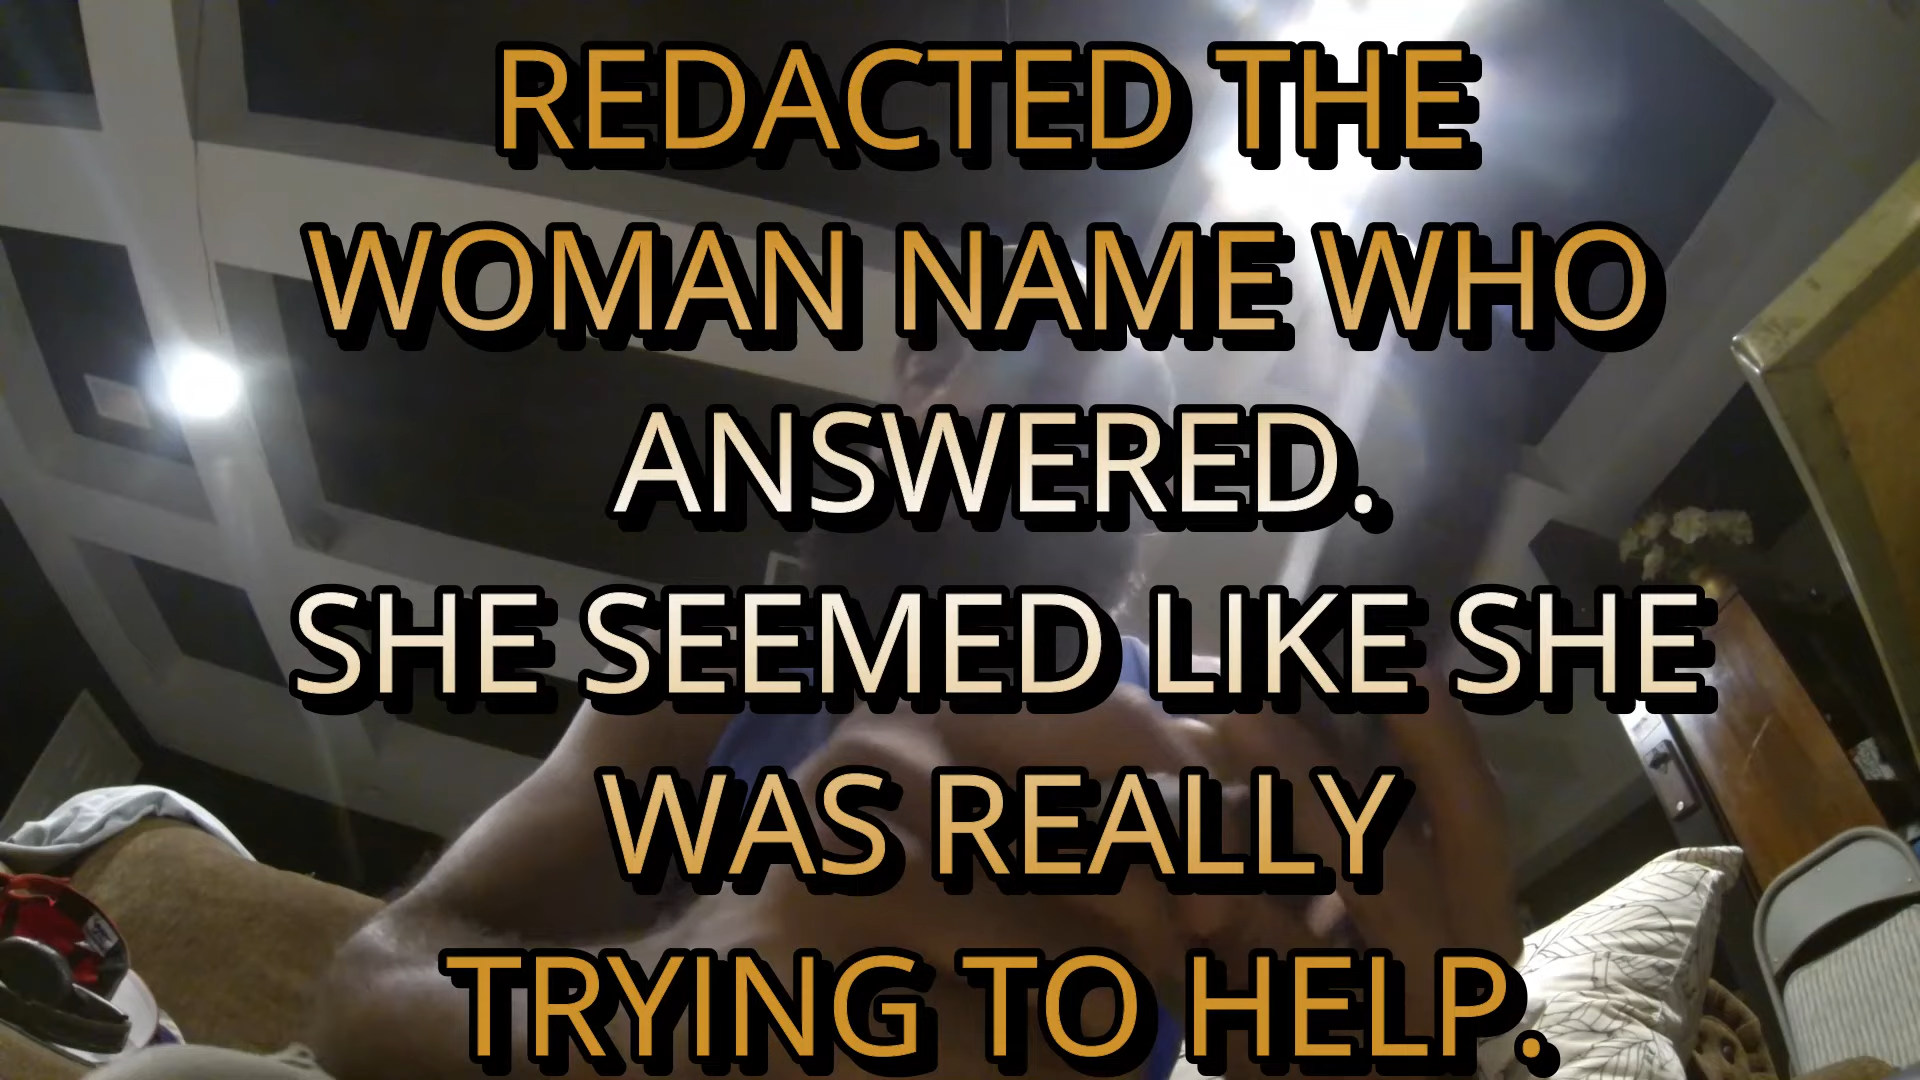 REDACTED THE
WOMAN NAME WHO
ANSWERED.
SHE SEEMED LIKE SHE
WAS REALLY
TRYING TO HELP.